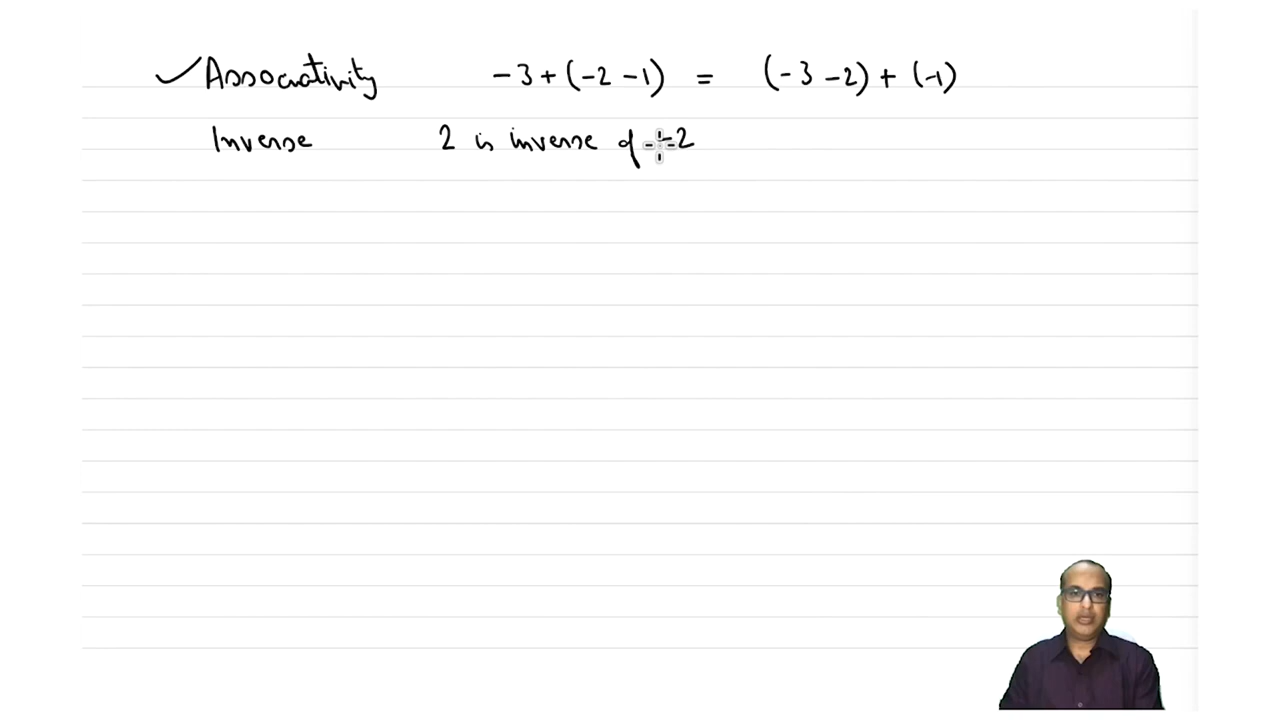 ✓ Associativity -3 + (-2 -1) = (-3 -2) + (-1)
Inverse 2 is inverse of -2